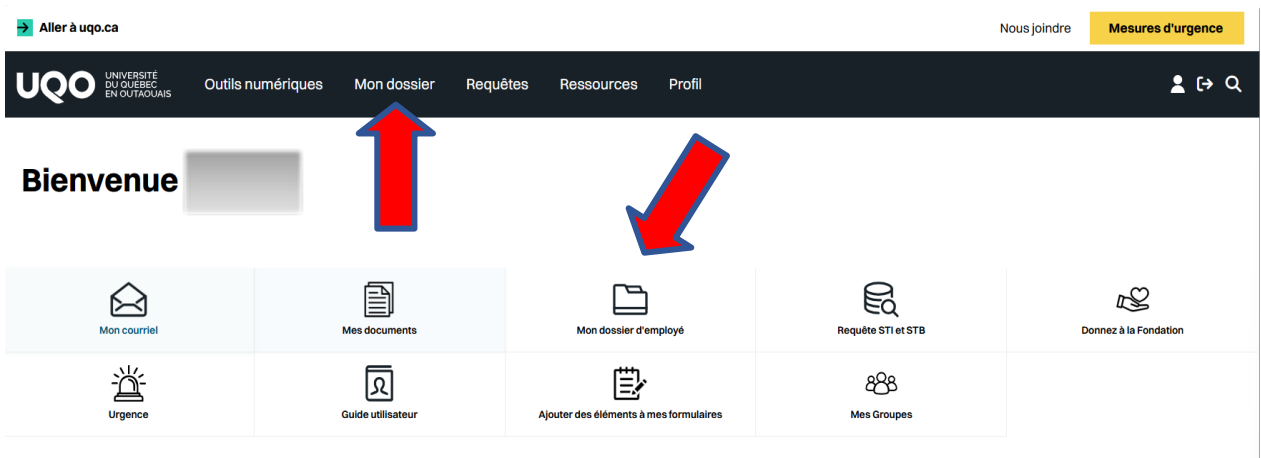 Aller à uqo.ca
Nous joindre
Mesures d'urgence
UQO
UNIVERSITÉ
DU QUÉBEC
EN OUTAOUAIS
Outils numériques
Mon dossier
Requêtes
Ressources
Profil
Bienvenue
Mon courriel
Mes documents
Mon dossier d'employé
Requête STI et STB
Donnez à la Fondation
Urgence
Guide utilisateur
Ajouter des éléments à mes formulaires
Mes Groupes